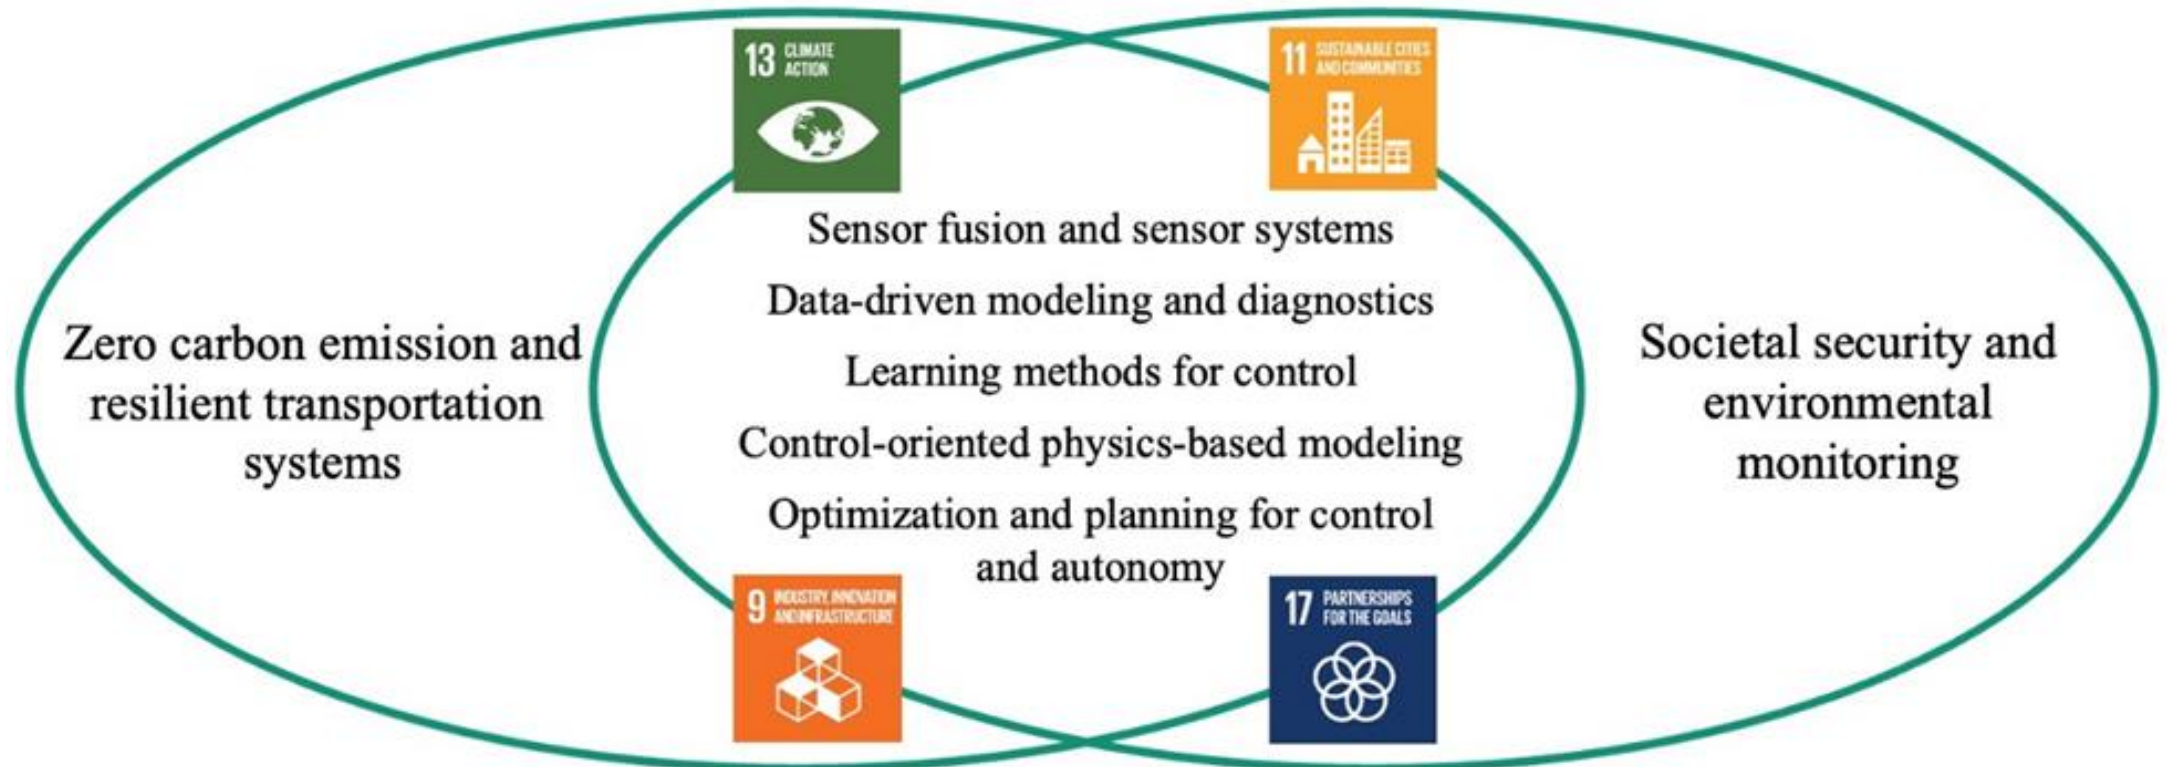 13 CLIMATE
ACTION
11 SUSTAINABLE CITIES
AND COMMUNITIES
Zero carbon emission and
resilient transportation
systems
Sensor fusion and sensor systems
Data-driven modeling and diagnostics
Learning methods for control
Control-oriented physics-based modeling
Optimization and planning for control
and autonomy
Societal security and
environmental
monitoring
9 INDUSTRY, INNOVATION
AND INFRASTRUCTURE
17 PARTNERSHIPS
FOR THE GOALS